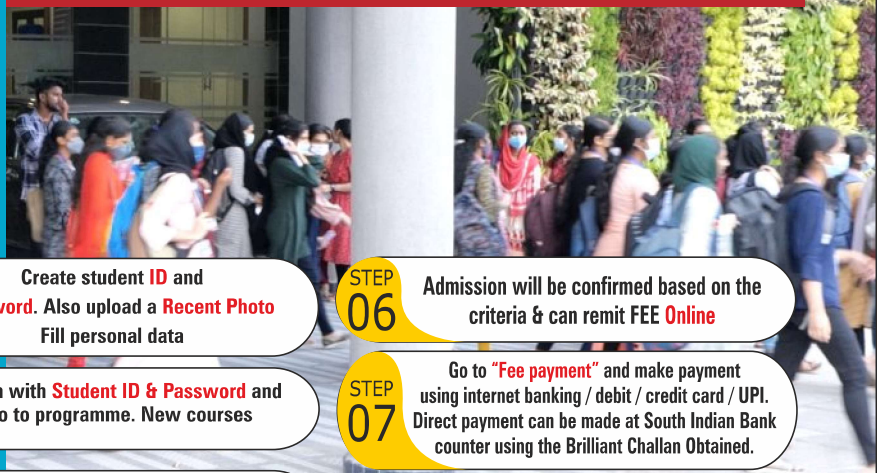 Create student ID and
. Also upload a Recent Photo
Fill personal data
with Student ID & Password and
to programme. New courses
STEP
06
Admission will be confirmed based on the
criteria & can remit FEE Online
STEP
07
Go to “Fee payment” and make payment
using internet banking / debit / credit card / UPI.
Direct payment can be made at South Indian Bank
counter using the Brilliant Challan Obtained.